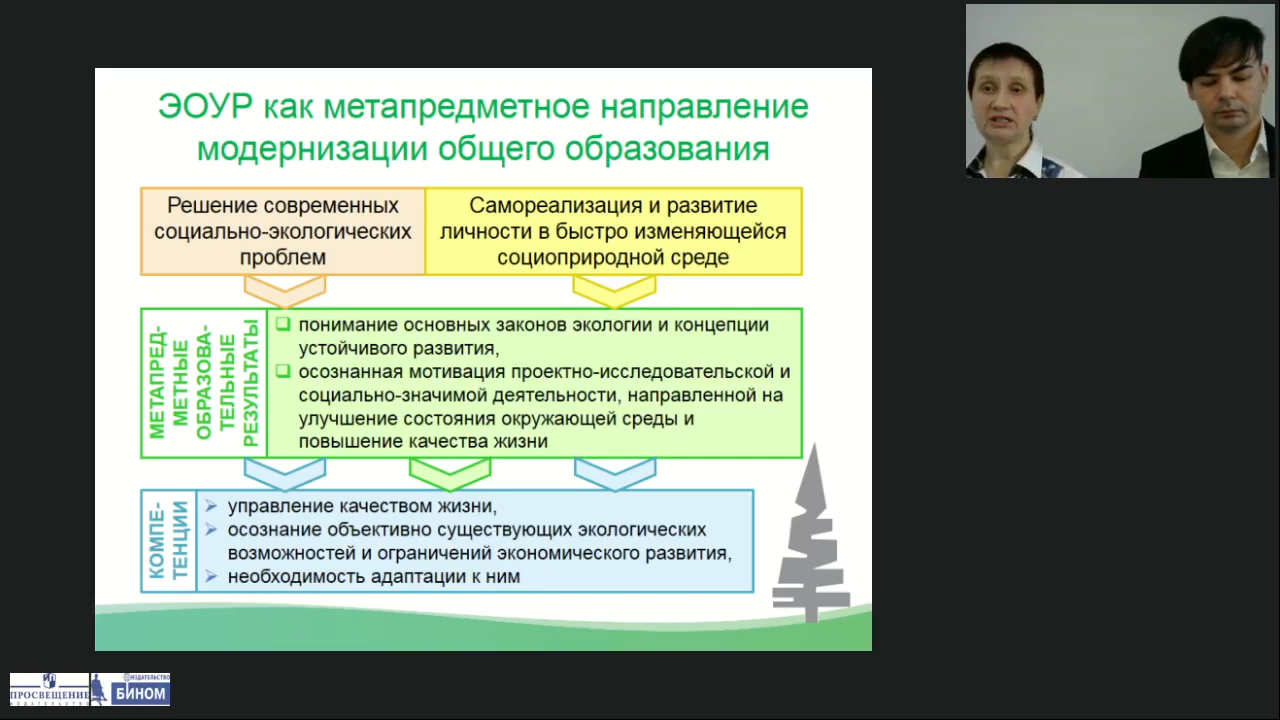 ЭОУР как метапредметное направление
модернизации общего образования
Решение современных
социально-экологических
проблем
Самореализация и развитие
личности в быстро изменяющейся
социоприродной среде
МЕТАПРЕД-
МЕТНЫЕ
ОБРАЗОВА-
ТЕЛЬНЫЕ
РЕЗУЛЬТАТЫ
понимание основных законов экологии и концепции
устойчивого развития,
осознанная мотивация проектно-исследовательской и
социально-значимой деятельности, направленной на
улучшение состояния окружающей среды и
повышение качества жизни
КОМПЕ-
ТЕНЦИИ
управление качеством жизни,
осознание объективно существующих экологических
возможностей и ограничений экономического развития,
необходимость адаптации к ним
ПРОСВЕЩЕНИЕ
ИЗДАТЕЛЬСТВО
ИЗДАТЕЛЬСТВО
БИНОМ